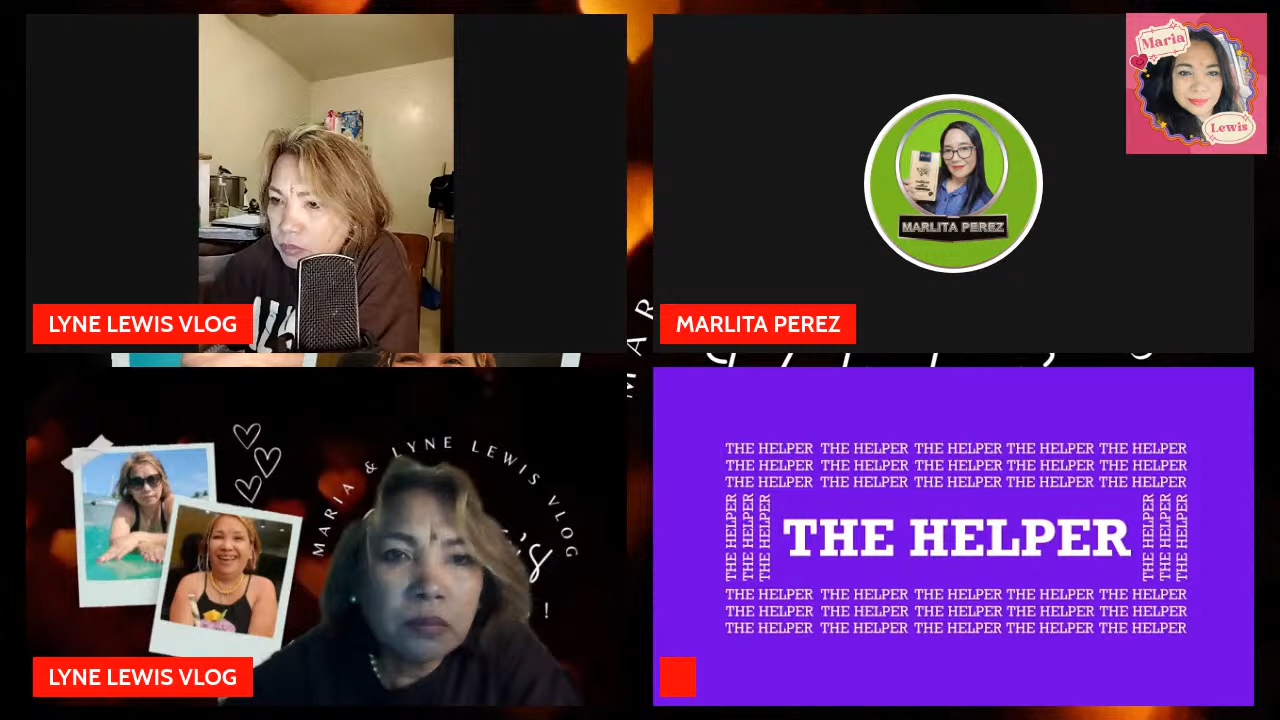 Maria
Lewis
MARLITA PEREZ
LYNE LEWIS VLOG
MARLITA PEREZ
M A R
MARIA & LYNE LEWIS VLOG
!
LYNE LEWIS VLOG
THE HELPER THE HELPER THE HELPER THE HELPER THE HELPER
THE HELPER THE HELPER THE HELPER THE HELPER THE HELPER
THE HELPER THE HELPER THE HELPER THE HELPER THE HELPER
THE HELPER
THE HELPER
THE HELPER
THE HELPER
THE HELPER
THE HELPER
THE HELPER
THE HELPER THE HELPER THE HELPER THE HELPER THE HELPER
THE HELPER THE HELPER THE HELPER THE HELPER THE HELPER
THE HELPER THE HELPER THE HELPER THE HELPER THE HELPER